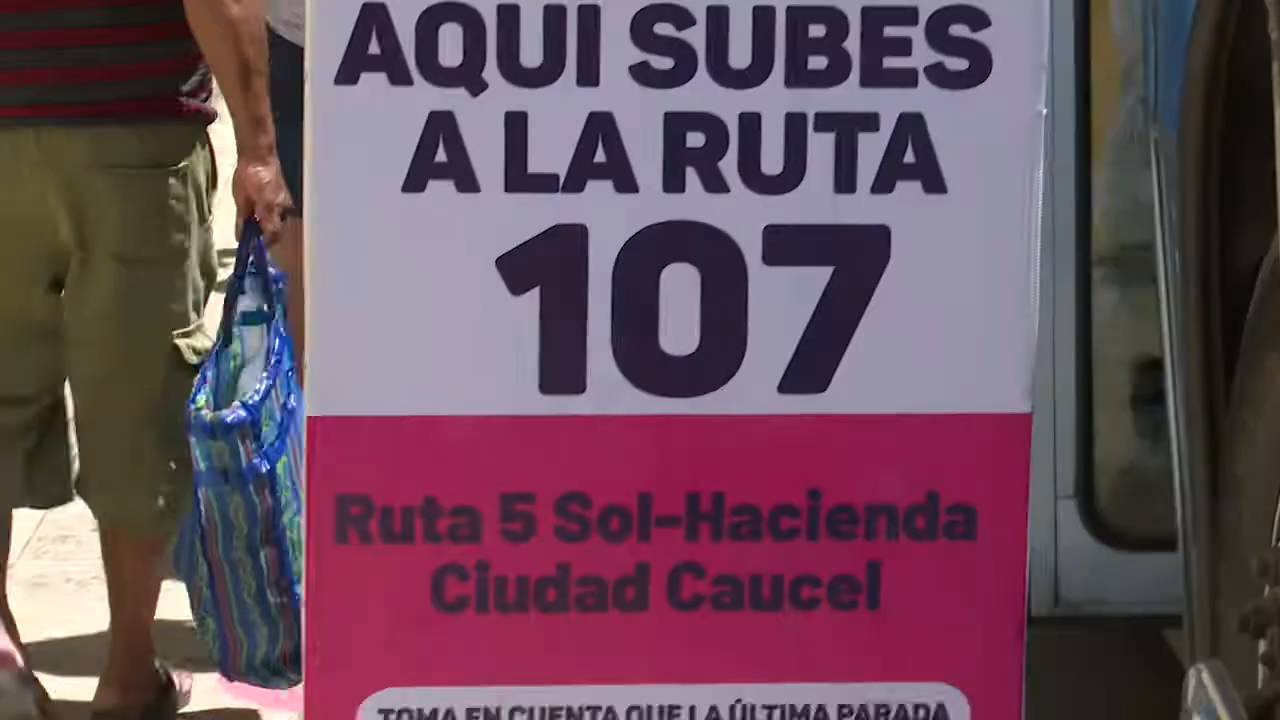 AQUI SUBES
A LA RUTA
107
Ruta 5 Sol-Hacienda
Ciudad Caucel
TOMA EN CUENTA QUE LA ÚLTIMA PARADA